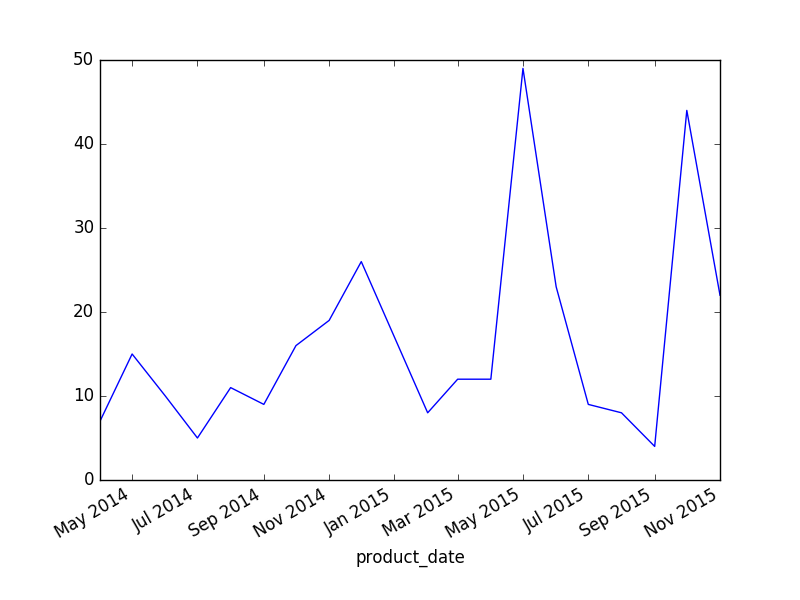 50
40
30
20
10
0
May 2014
Jul 2014
Sep 2014
Nov 2014
Jan 2015
Mar 2015
May 2015
Jul 2015
Sep 2015
Nov 2015
product_date